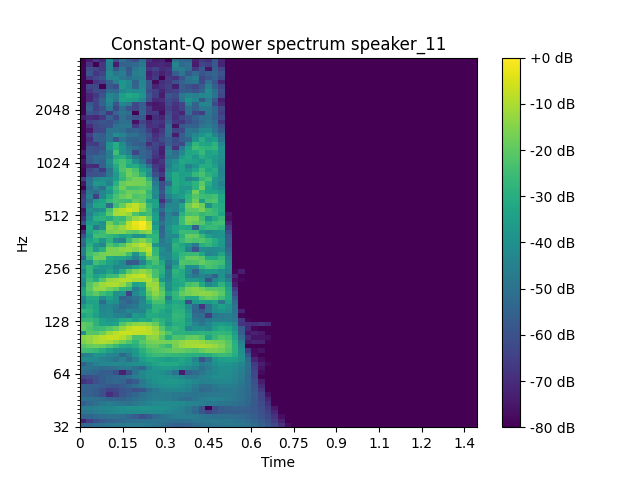 Constant-Q power spectrum speaker_11
+0 dB
2048
-10 dB
1024
-20 dB
512
-30 dB
Hz
-40 dB
256
-50 dB
128
-60 dB
64
-70 dB
32
-80 dB
0 0.15 0.3 0.45 0.6 0.75 0.9 1.1 1.2 1.4
Time